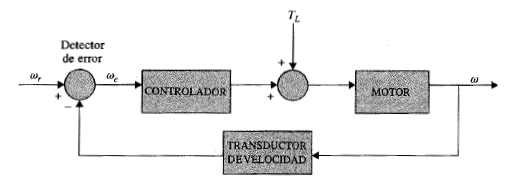 T_L
Detector
de error
ω_r
ω_e
ω
+
−
+
+
CONTROLADOR
MOTOR
TRANSDUCTOR
DE VELOCIDAD